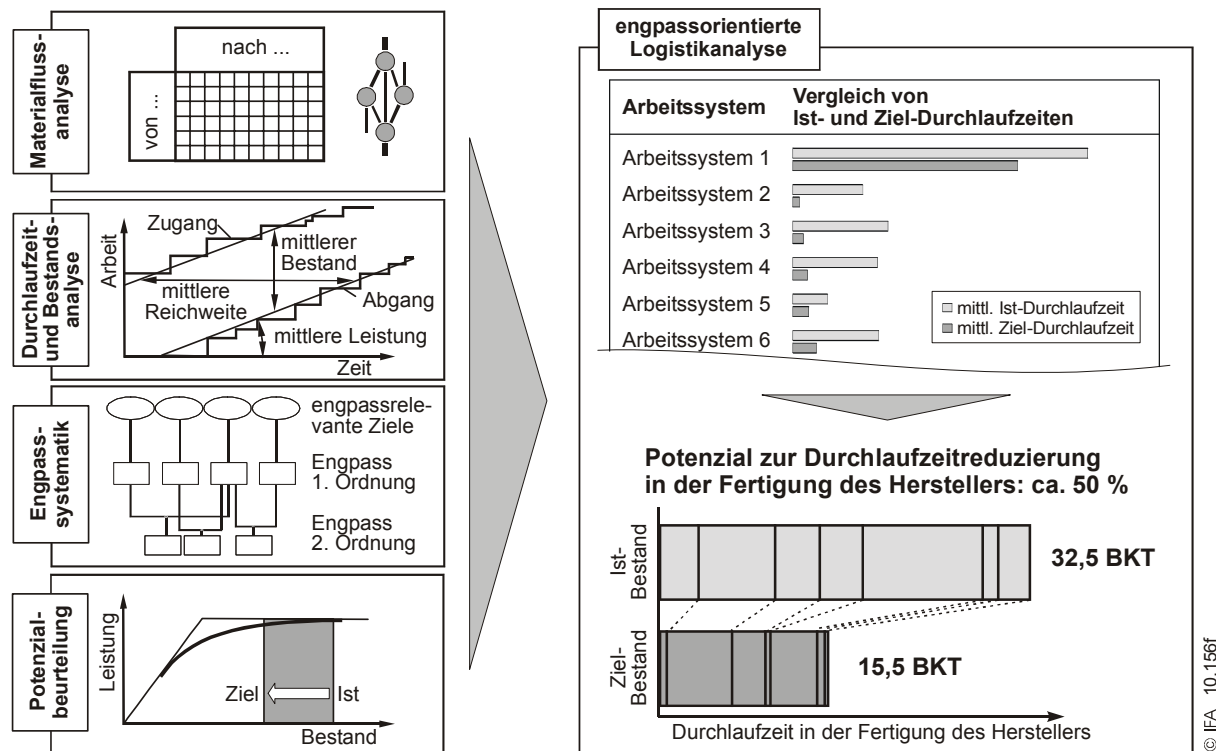 Materialfluss-
analyse
nach ...
von ...
Durchlaufzeit-
und Bestands-
analyse
Arbeit
Zugang
mittlerer
Bestand
mittlere
Reichweite
Abgang
mittlere Leistung
Zeit
Engpass-
systematik
engpassrele-
vante Ziele
Engpass
1. Ordnung
Engpass
2. Ordnung
Potenzial-
beurteilung
Leistung
Ziel
Ist
Bestand
engpassorientierte
Logistikanalyse
Arbeitssystem
Vergleich von
Ist- und Ziel-Durchlaufzeiten
Arbeitssystem 1
Arbeitssystem 2
Arbeitssystem 3
Arbeitssystem 4
Arbeitssystem 5
Arbeitssystem 6
mittl. Ist-Durchlaufzeit
mittl. Ziel-Durchlaufzeit
Potenzial zur Durchlaufzeitreduzierung
in der Fertigung des Herstellers: ca. 50 %
Ist-
Bestand
32,5 BKT
Ziel-
Bestand
15,5 BKT
Durchlaufzeit in der Fertigung des Herstellers
© IFA 10.156f